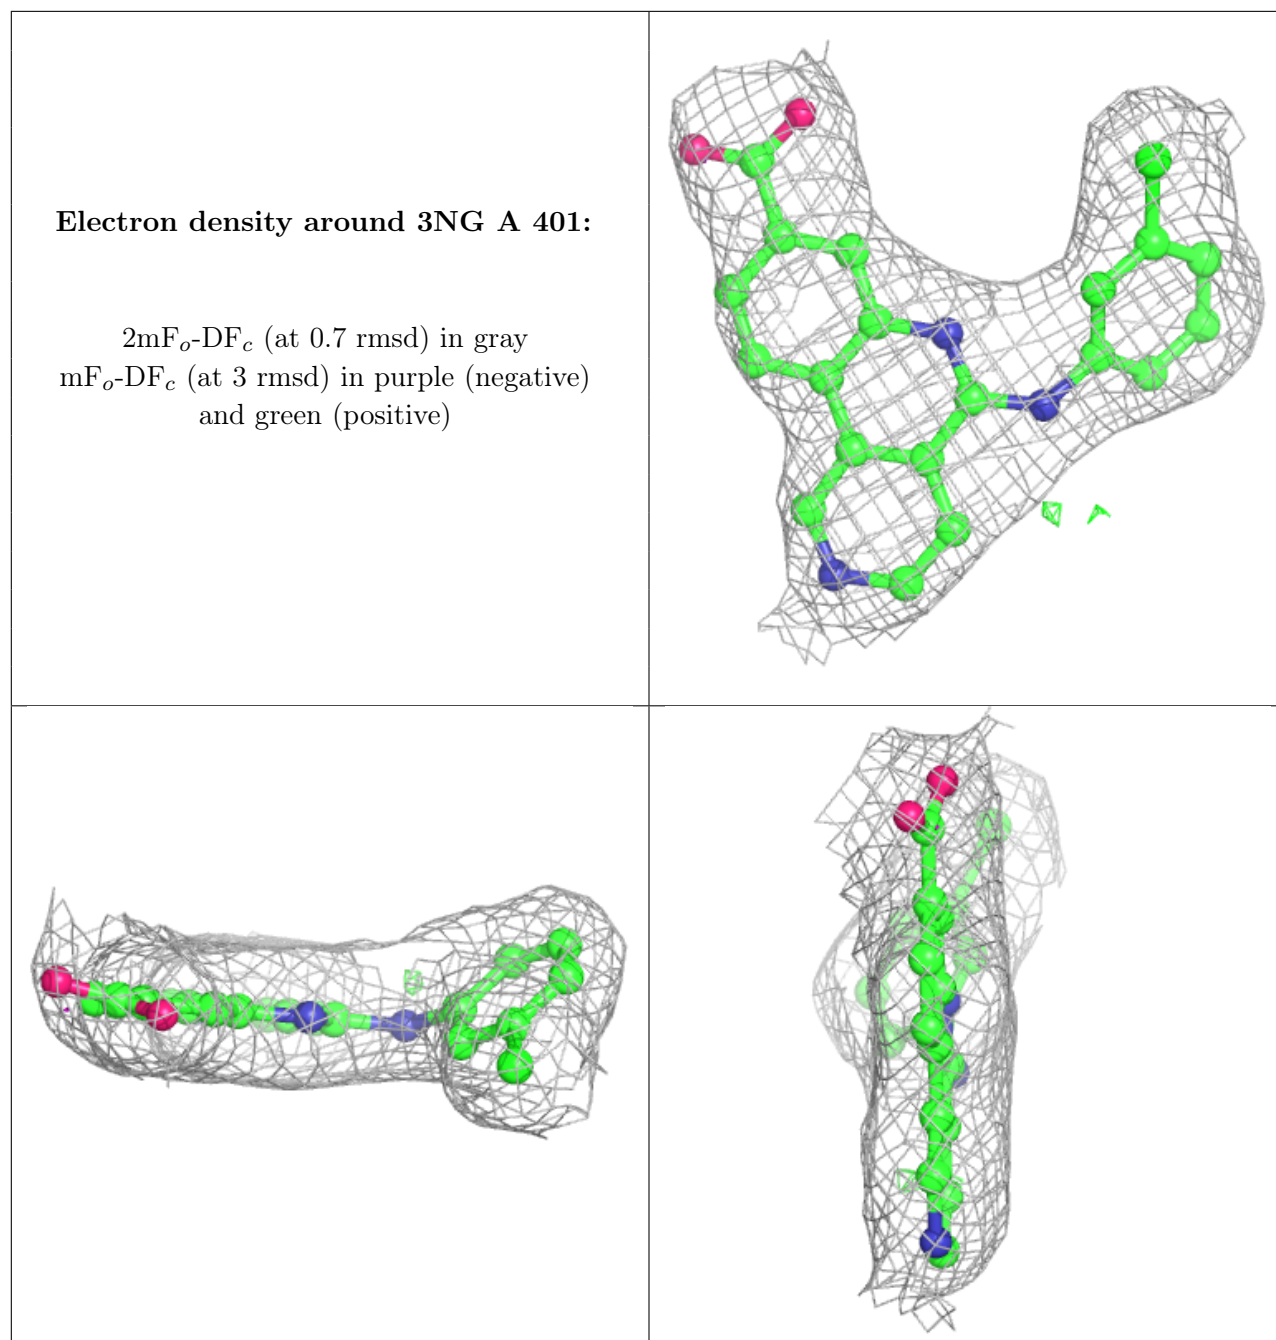 Electron density around 3NG A 401:
2mFₒ-DF𝒸 (at 0.7 rmsd) in gray
mFₒ-DF𝒸 (at 3 rmsd) in purple (negative)
and green (positive)